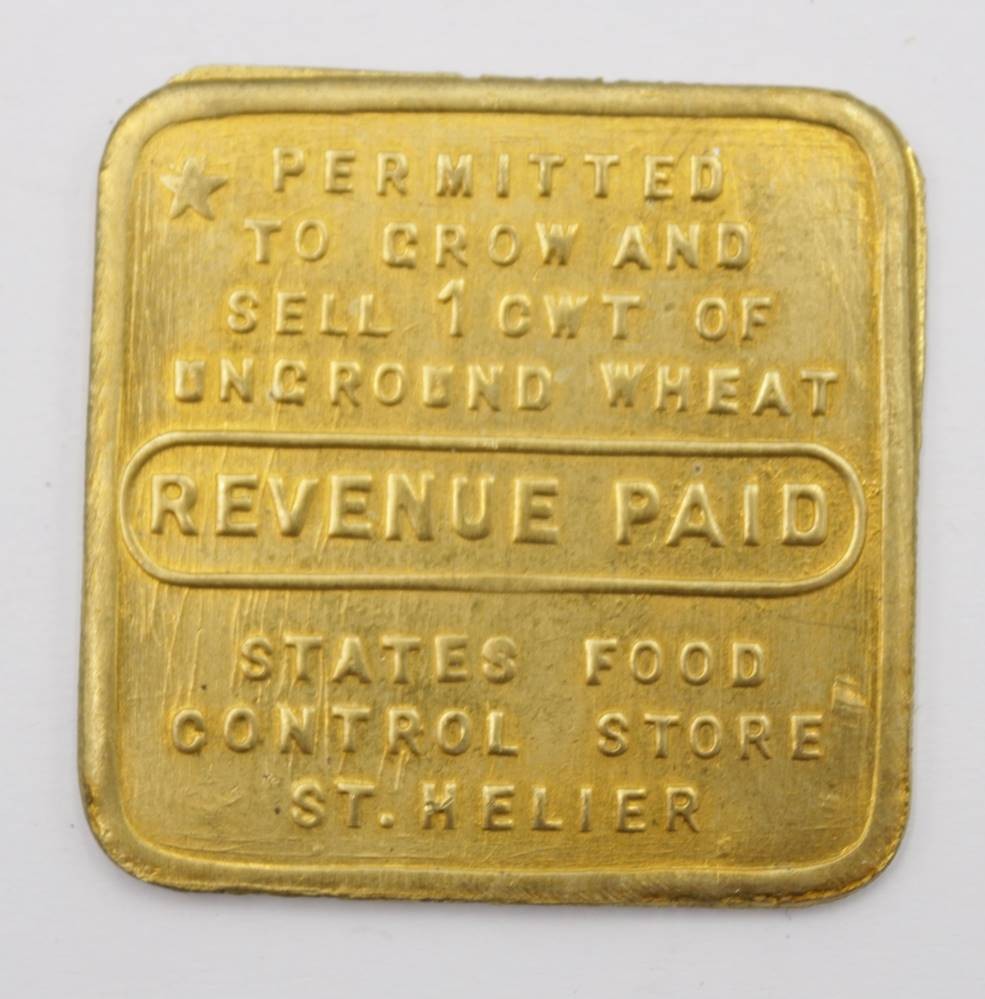 PERMITTED
TO GROW AND
SELL 1 CWT OF
UNGROUND WHEAT
REVENUE PAID
STATES FOOD
CONTROL STORE
ST. HELIER